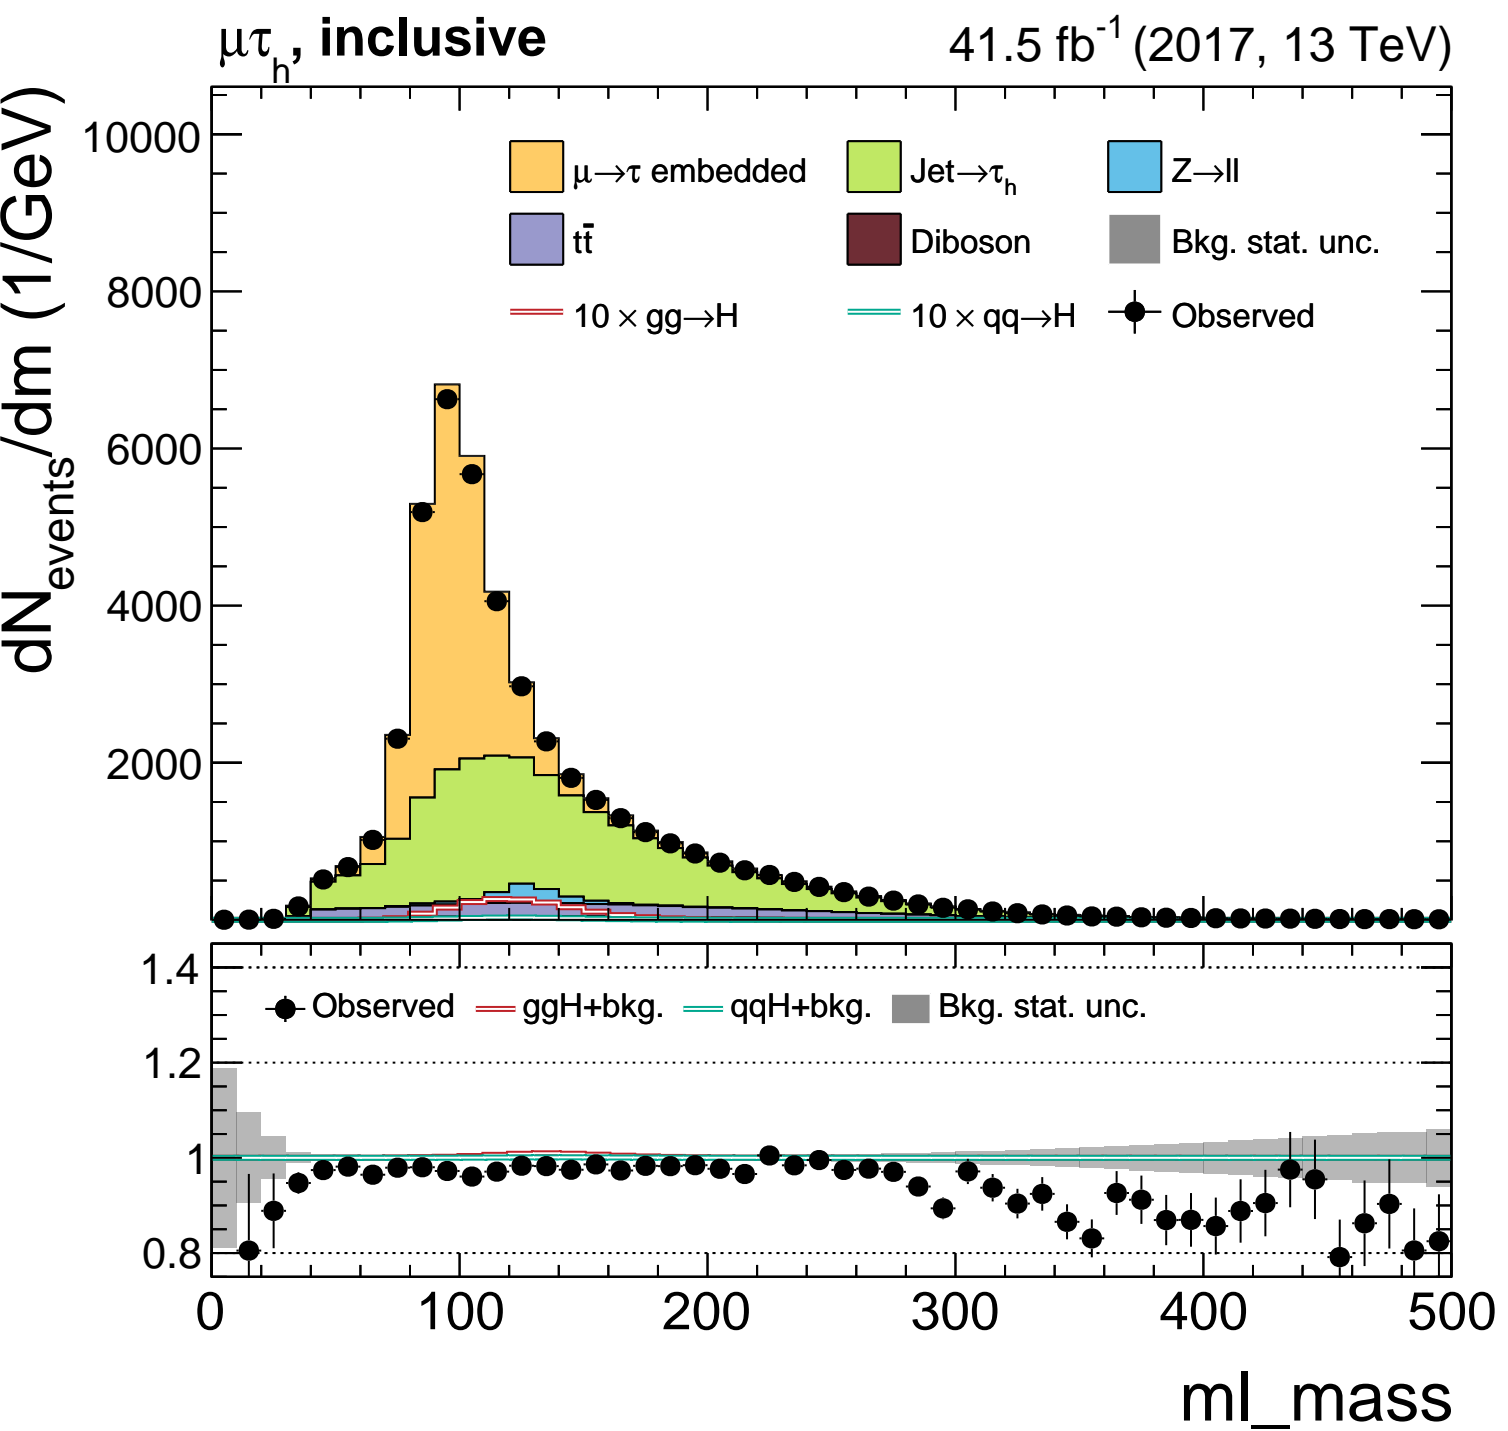 μτh, inclusive
41.5 fb-1 (2017, 13 TeV)
dNevents/dm (1/GeV)
10000
8000
6000
4000
2000
μ→τ embedded
Jet→τh
Z→ll
tt̄
Diboson
Bkg. stat. unc.
10 × gg→H
10 × qq→H
Observed
1.4
1.2
1
0.8
Observed
ggH+bkg.
qqH+bkg.
Bkg. stat. unc.
0 100 200 300 400 500
ml_mass